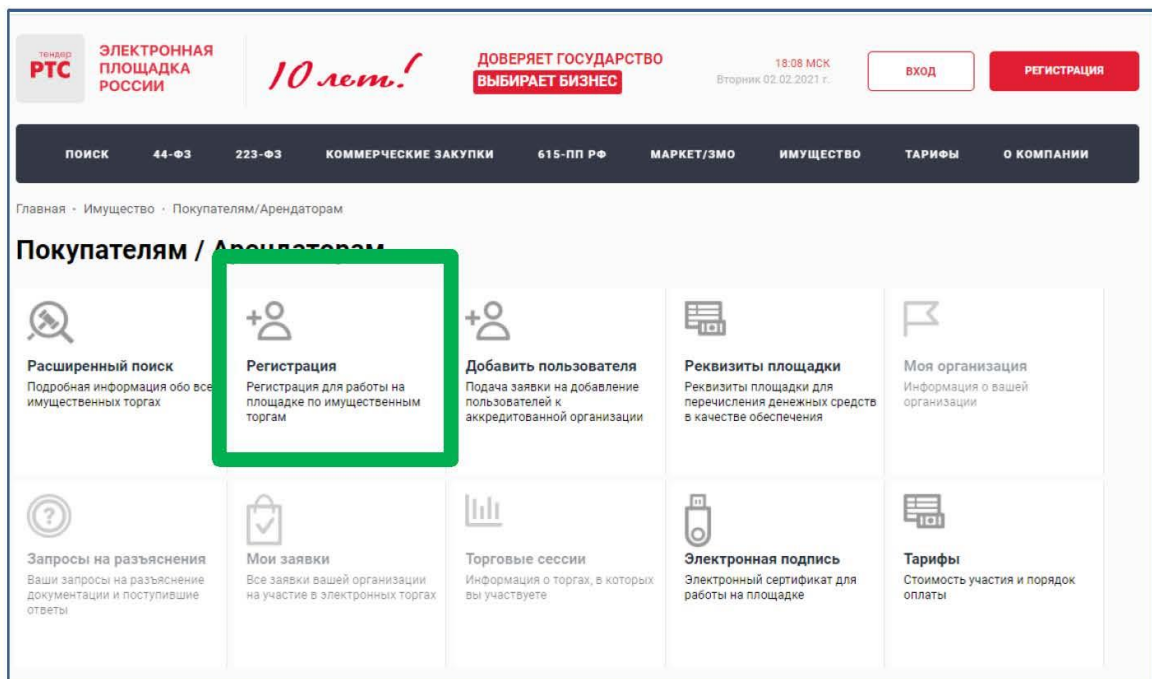 тендер
РТС
ЭЛЕКТРОННАЯ
ПЛОЩАДКА
РОССИИ
10 лет!
ДОВЕРЯЕТ ГОСУДАРСТВО
ВЫБИРАЕТ БИЗНЕС
18:08 МСК
Вторник 02.02.2021 г.
ВХОД
РЕГИСТРАЦИЯ
ПОИСК 44-ФЗ 223-ФЗ КОММЕРЧЕСКИЕ ЗАКУПКИ 615-ПП РФ МАРКЕТ/ЗМО ИМУЩЕСТВО ТАРИФЫ О КОМПАНИИ
Главная · Имущество · Покупателям/Арендаторам
Покупателям / Арендаторам
Расширенный поиск
Подробная информация обо все
имущественных торгах
Регистрация
Регистрация для работы на
площадке по имущественным
торгам
Добавить пользователя
Подача заявки на добавление
пользователей к
аккредитованной организации
Реквизиты площадки
Реквизиты площадки для
перечисления денежных средств
в качестве обеспечения
Моя организация
Информация о вашей
организации
Запросы на разъяснения
Ваши запросы на разъяснение
документации и поступившие
ответы
Мои заявки
Все заявки вашей организации
на участие в электронных торгах
Торговые сессии
Информация о торгах, в которых
вы участвуете
Электронная подпись
Электронный сертификат для
работы на площадке
Тарифы
Стоимость участия и порядок
оплаты